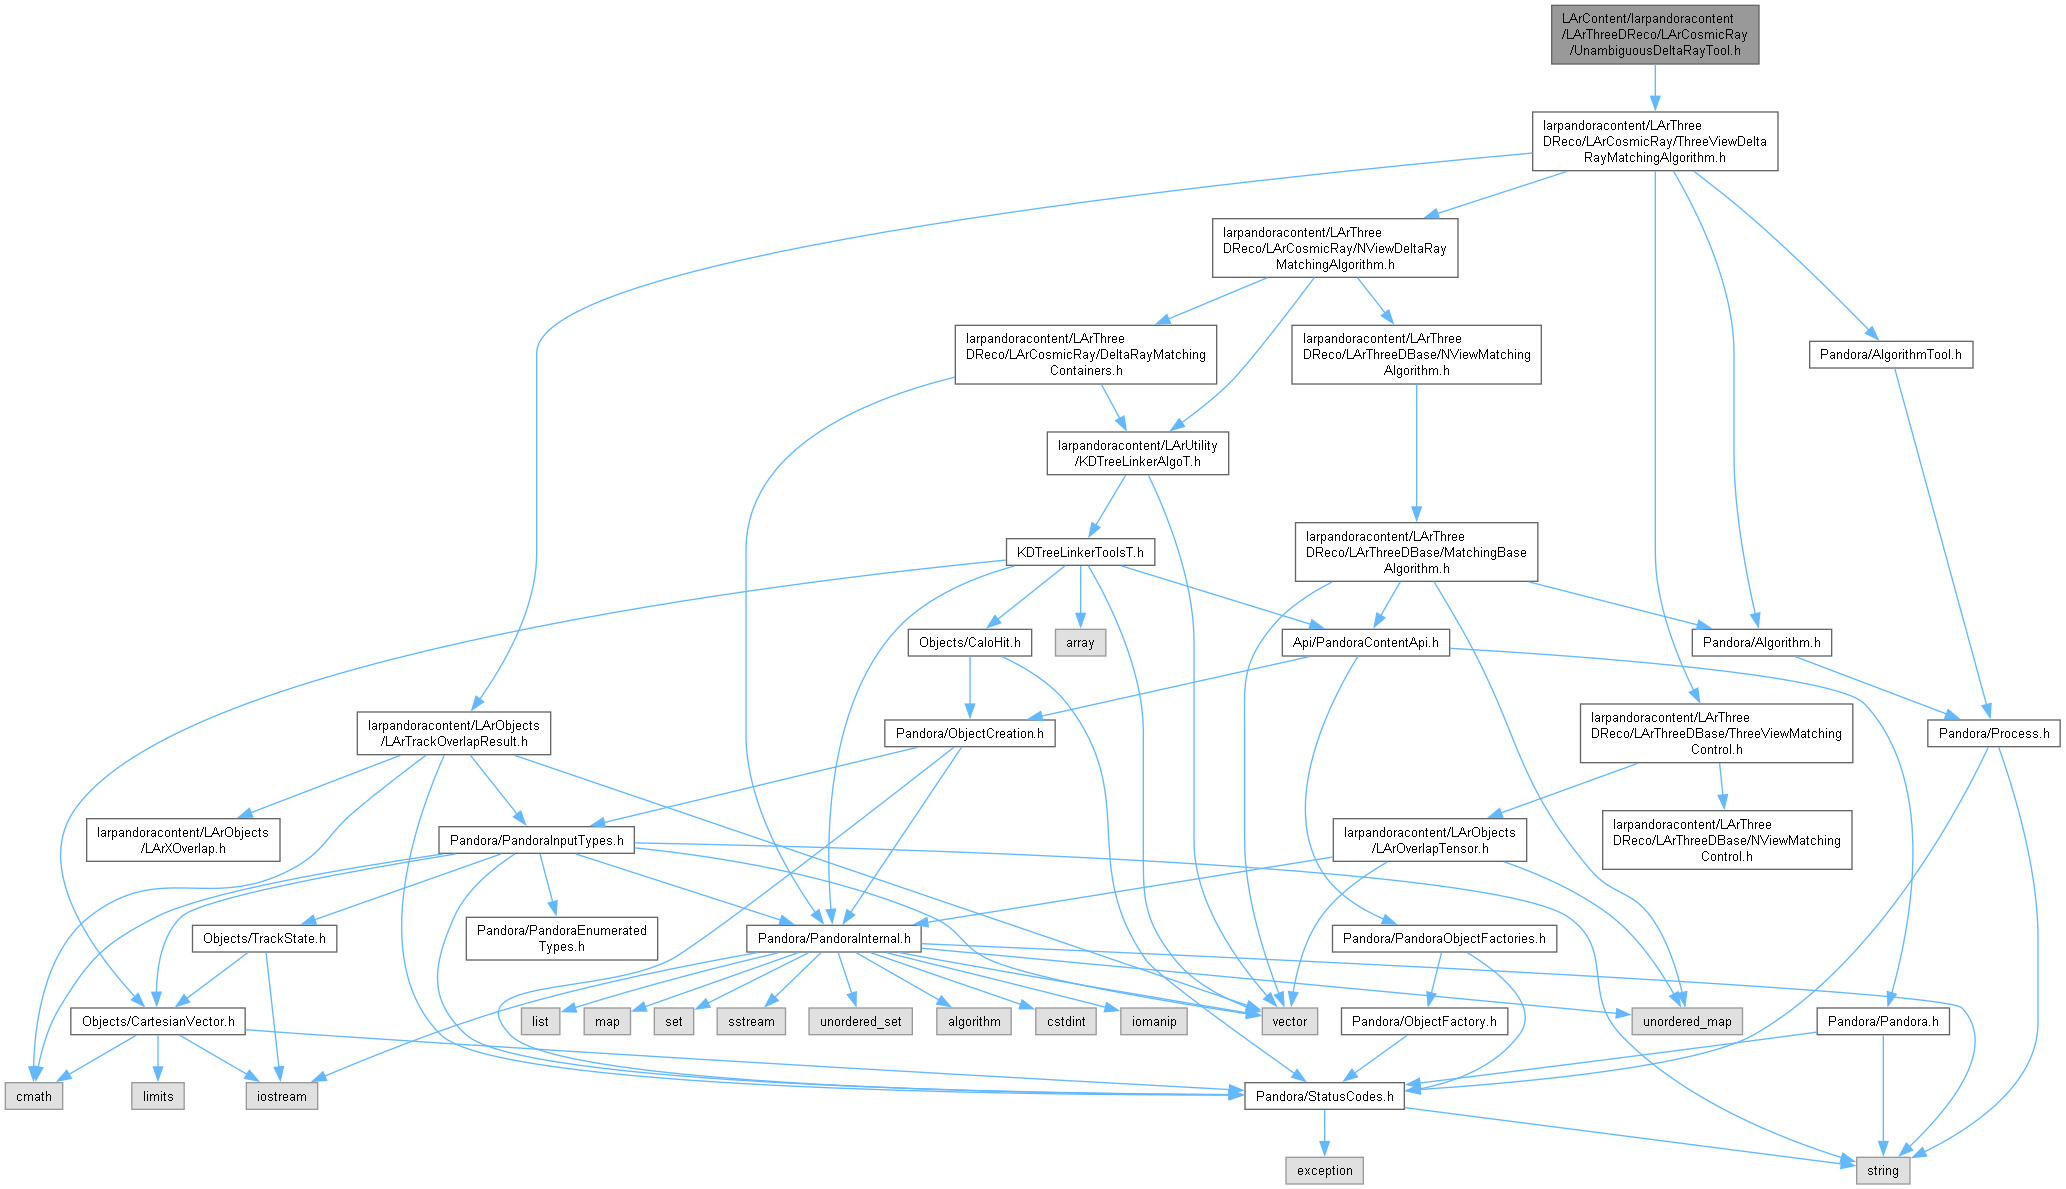 LArContent/larpandoracontent
/LArThreeDReco/LArCosmicRay
/UnambiguousDeltaRayTool.h
larpandoracontent/LArThree
DReco/LArCosmicRay/ThreeViewDelta
RayMatchingAlgorithm.h
larpandoracontent/LArThree
DReco/LArCosmicRay/NViewDeltaRay
MatchingAlgorithm.h
larpandoracontent/LArThree
DReco/LArCosmicRay/DeltaRayMatching
Containers.h
larpandoracontent/LArThree
DReco/LArThreeDBase/NViewMatching
Algorithm.h
Pandora/AlgorithmTool.h
larpandoracontent/LArUtility
/KDTreeLinkerAlgoT.h
KDTreeLinkerToolsT.h
larpandoracontent/LArThree
DReco/LArThreeDBase/MatchingBase
Algorithm.h
Objects/CaloHit.h
array
Api/PandoraContentApi.h
Pandora/Algorithm.h
larpandoracontent/LArObjects
/LArTrackOverlapResult.h
Pandora/ObjectCreation.h
larpandoracontent/LArThree
DReco/LArThreeDBase/ThreeViewMatching
Control.h
Pandora/Process.h
larpandoracontent/LArObjects
/LArXOverlap.h
Pandora/PandoraInputTypes.h
larpandoracontent/LArObjects
/LArOverlapTensor.h
larpandoracontent/LArThree
DReco/LArThreeDBase/NViewMatching
Control.h
Objects/TrackState.h
Pandora/PandoraEnumerated
Types.h
Pandora/PandoraInternal.h
Pandora/PandoraObjectFactories.h
Objects/CartesianVector.h
list
map
set
sstream
unordered_set
algorithm
cstdint
iomanip
vector
Pandora/ObjectFactory.h
unordered_map
Pandora/Pandora.h
cmath
limits
iostream
Pandora/StatusCodes.h
exception
string